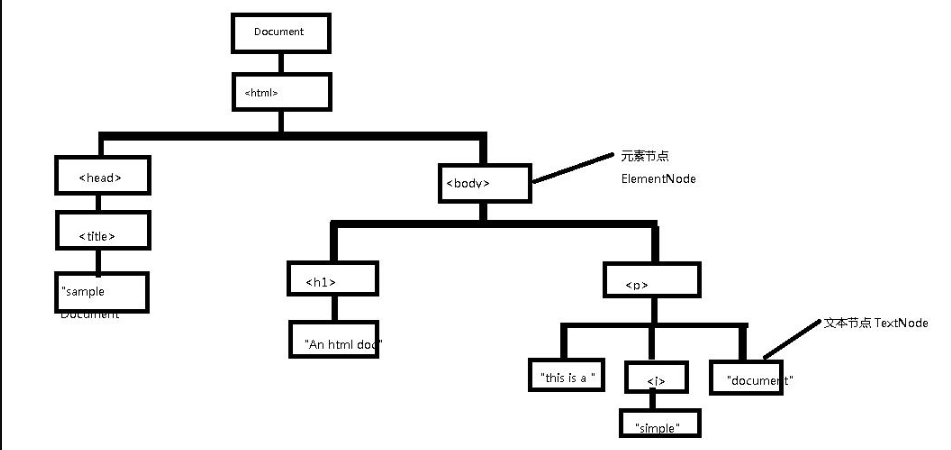 Document
<html>
<head>
<body>
元素节点
ElementNode
<title>
"sample
Document
<h1>
<p>
"An html doc"
文本节点 TextNode
"this is a "
<i>
"document"
"simple"